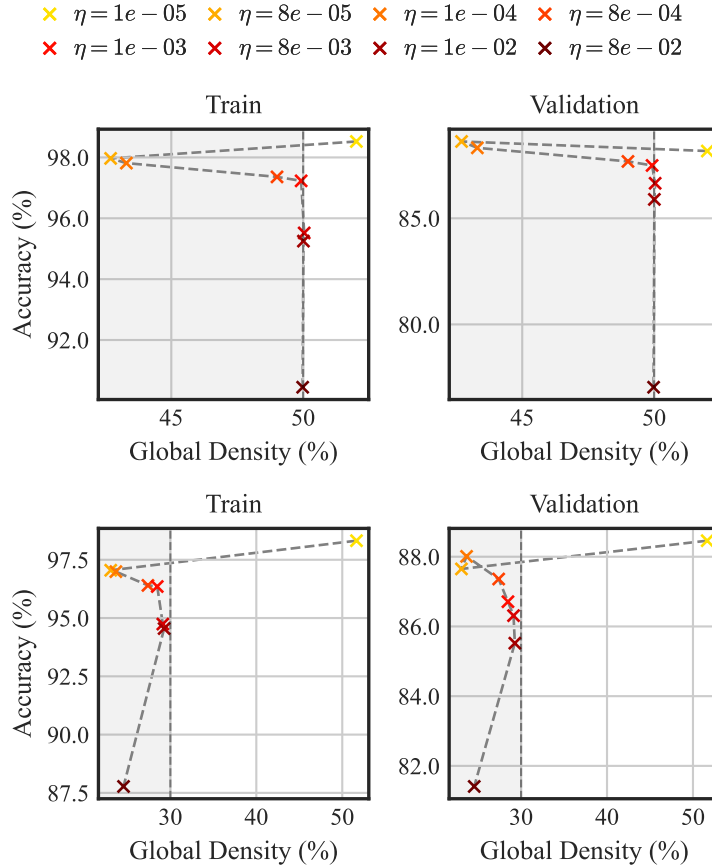 η = 1e − 05 η = 8e − 05 η = 1e − 04 η = 8e − 04
η = 1e − 03 η = 8e − 03 η = 1e − 02 η = 8e − 02
Train Validation
Accuracy (%)
98.0
96.0
94.0
92.0
45 50
Global Density (%)
85.0
80.0
45 50
Global Density (%)
Train Validation
Accuracy (%)
97.5
95.0
92.5
90.0
87.5
30 40 50
Global Density (%)
88.0
86.0
84.0
82.0
30 40 50
Global Density (%)